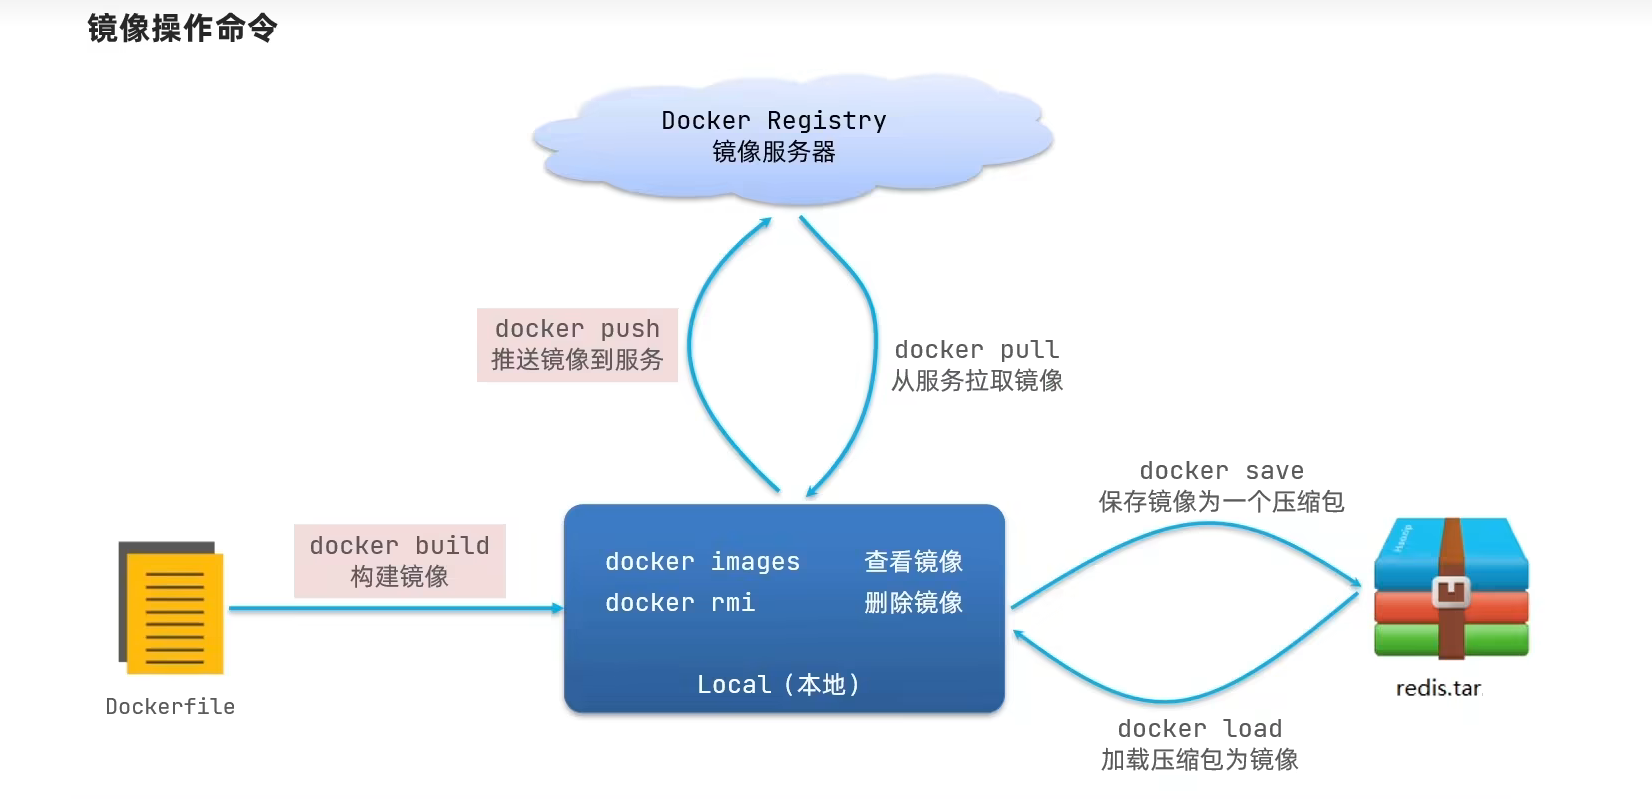 镜像操作命令
Docker Registry
镜像服务器
docker push
推送镜像到服务
docker pull
从服务拉取镜像
docker save
保存镜像为一个压缩包
docker build
构建镜像
docker images 查看镜像
docker rmi 删除镜像
Local（本地）
Dockerfile
Haozip
redis.tar
docker load
加载压缩包为镜像